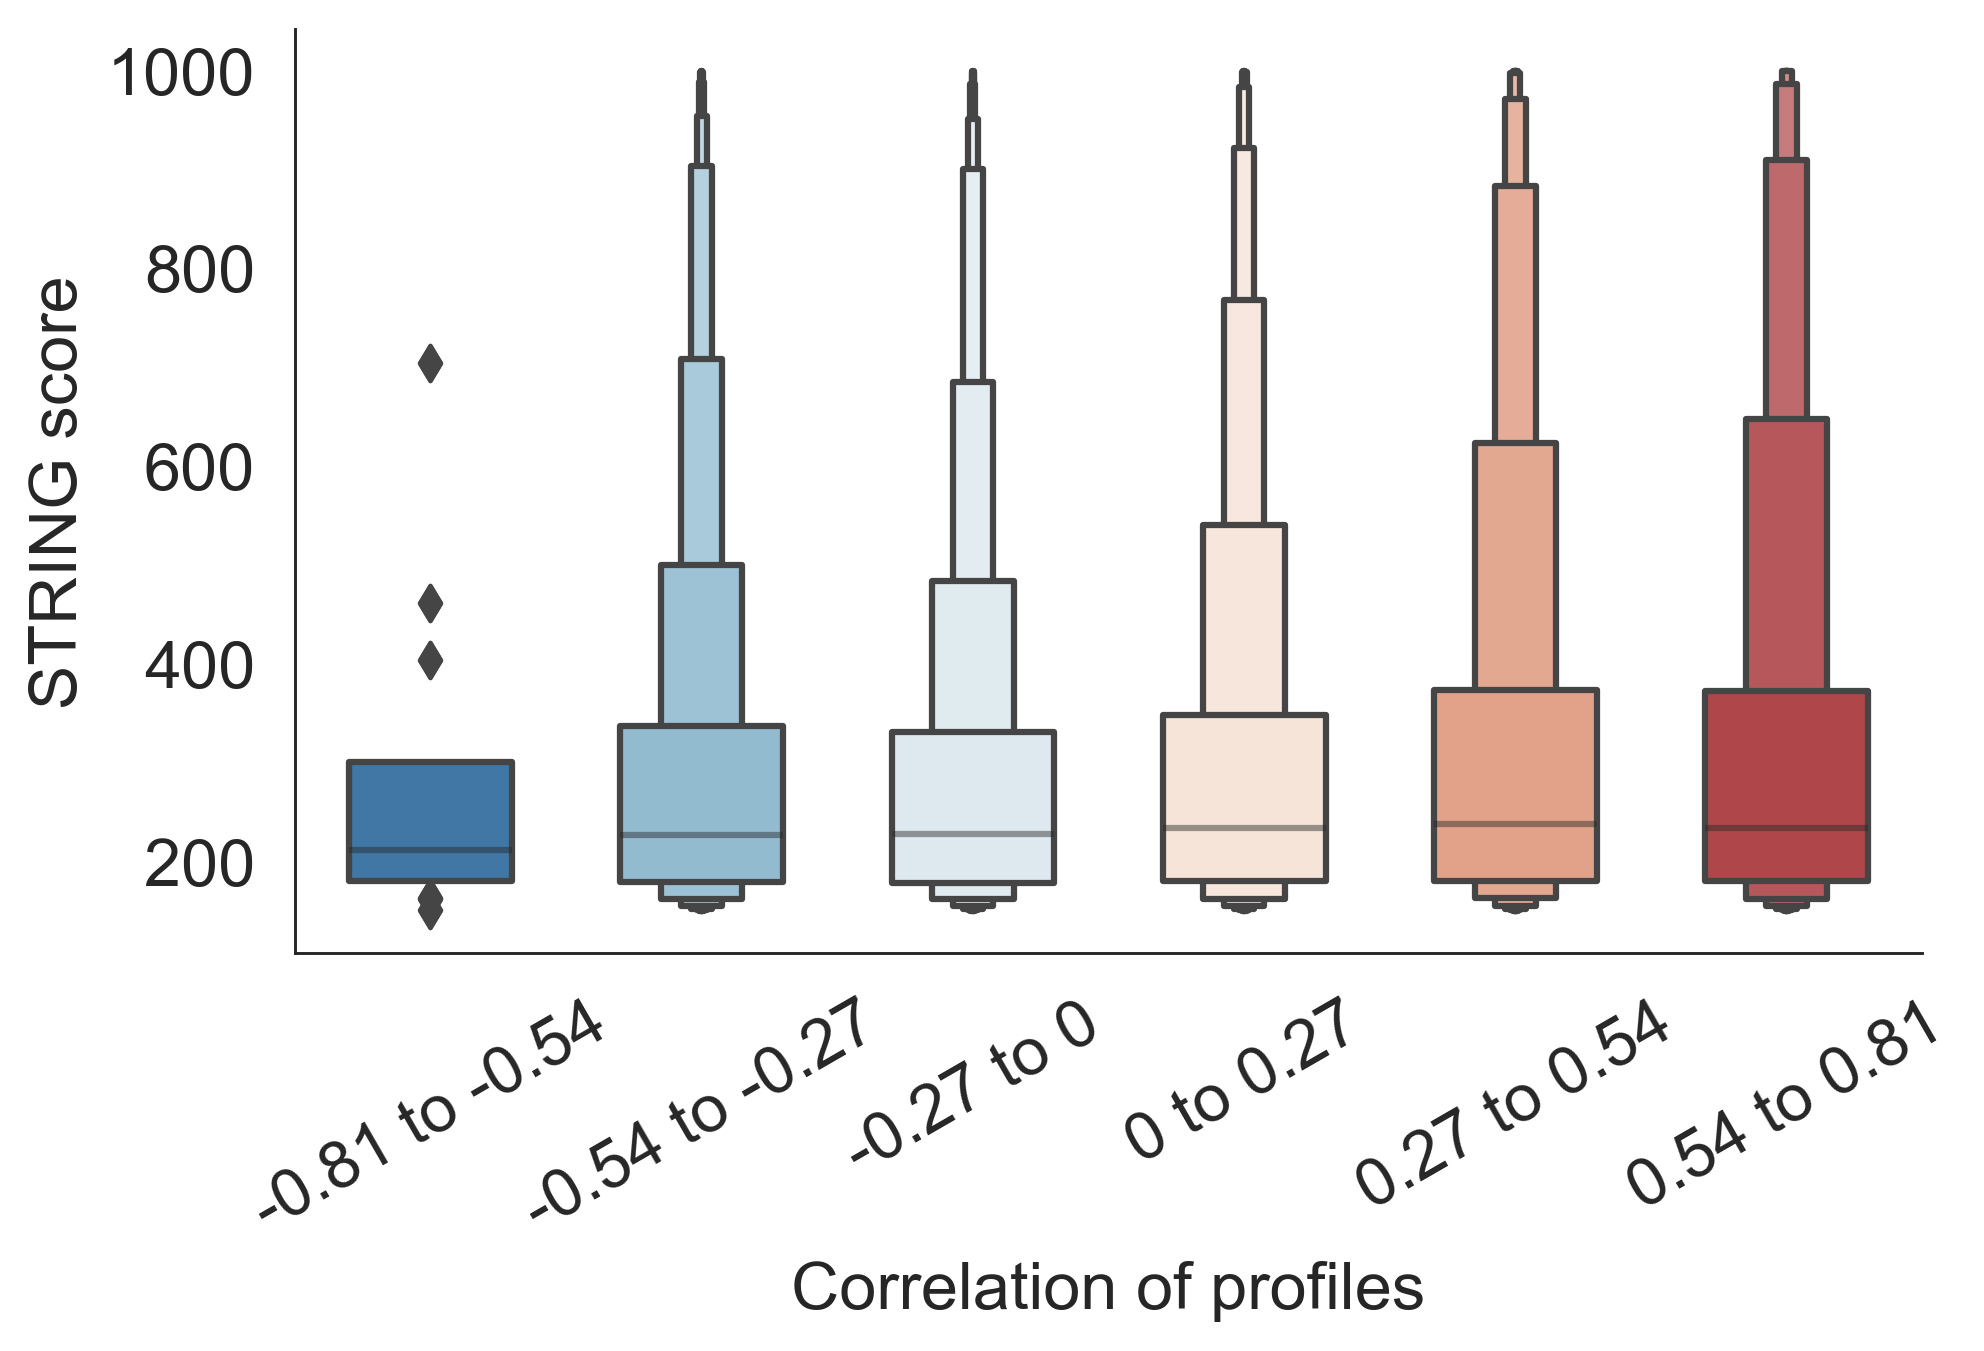 STRING score
1000
800
600
400
200
-0.81 to -0.54
-0.54 to -0.27
-0.27 to 0
0 to 0.27
0.27 to 0.54
0.54 to 0.81
Correlation of profiles